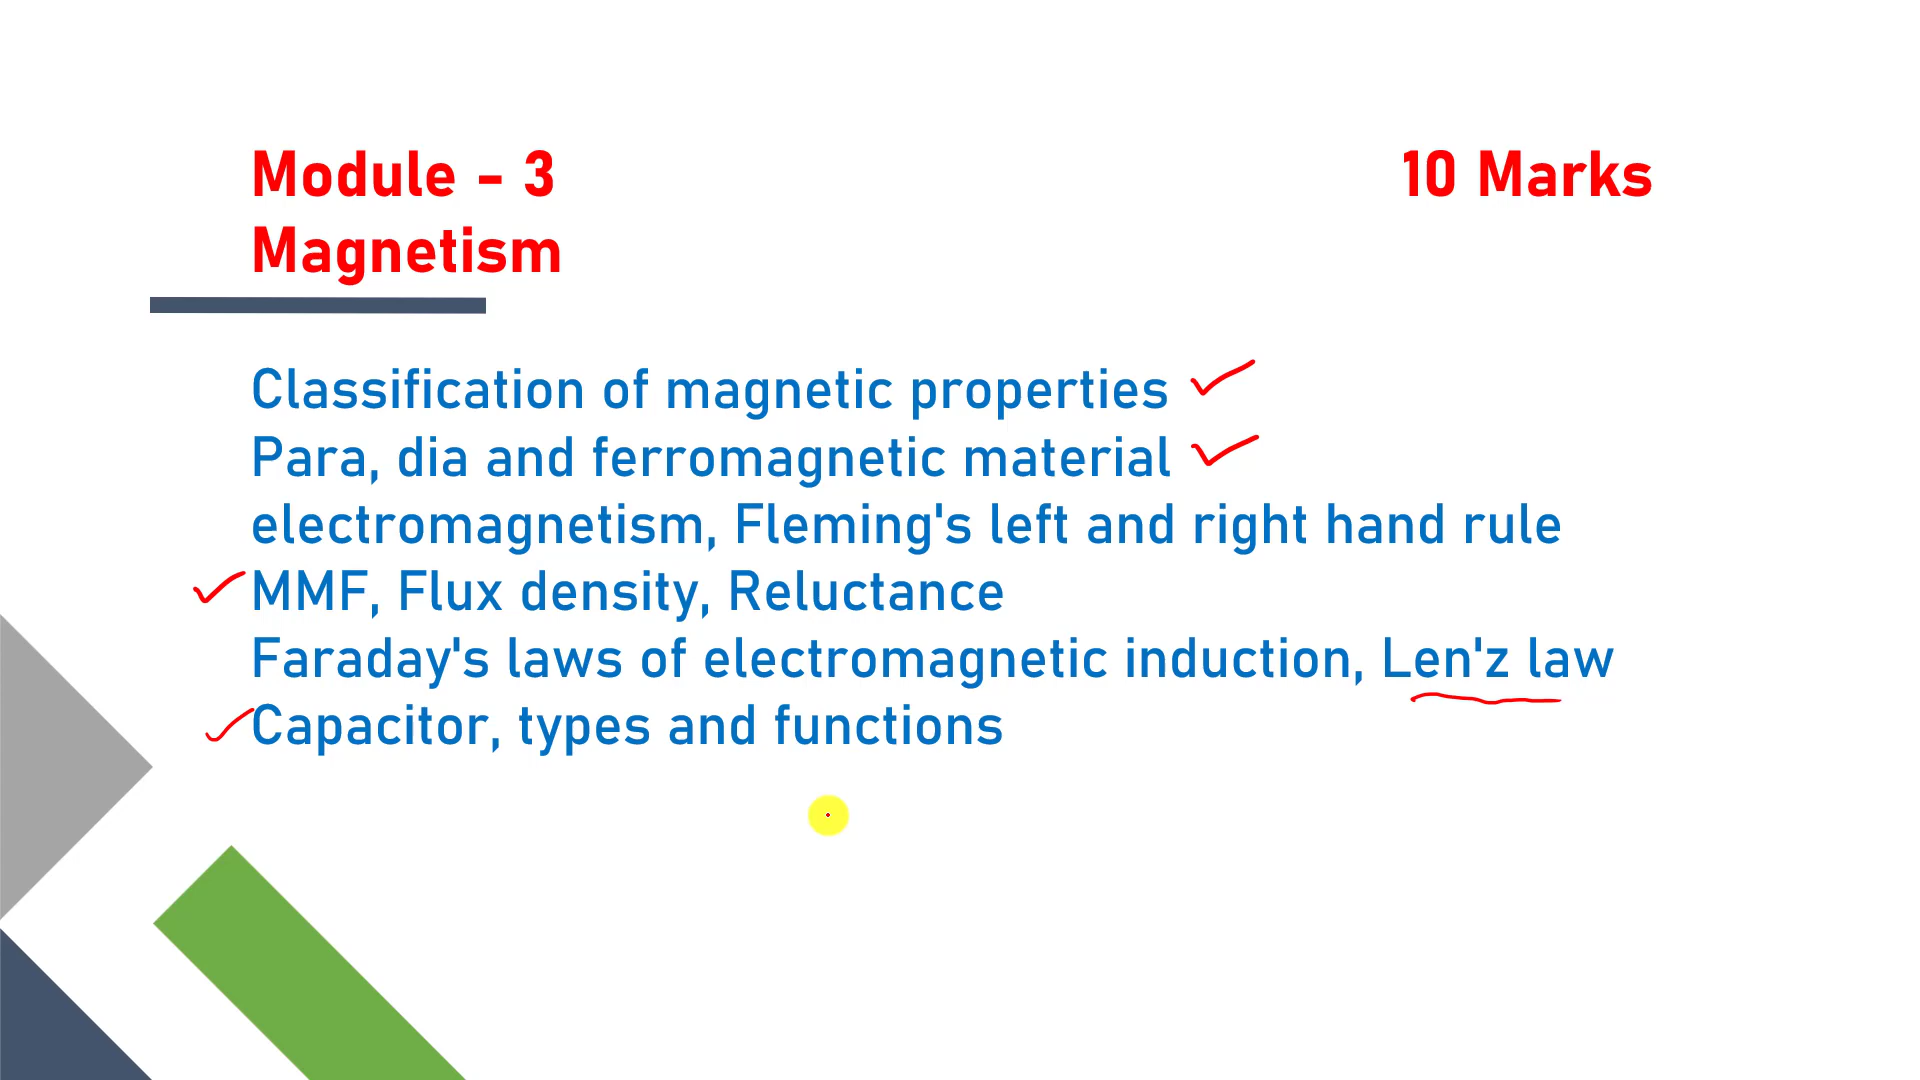 Module - 3
10 Marks
Magnetism
Classification of magnetic properties
Para, dia and ferromagnetic material
electromagnetism, Fleming's left and right hand rule
MMF, Flux density, Reluctance
Faraday's laws of electromagnetic induction, Len'z law
Capacitor, types and functions